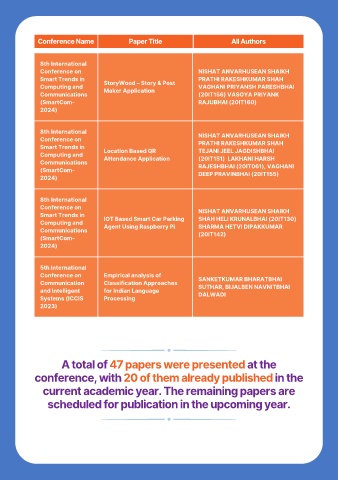 Conference Name Paper Title All Authors
8th International
Conference on
Smart Trends in
Computing and
Communications
(SmartCom-
2024)
StoryWood – Story & Post
Maker Application
NISHAT ANVARHUSEAN SHAIKH
PRATHI RAKESHKUMAR SHAH
VAGHANI PRIYANSH PARESHBHAI
(20IT156) VASOYA PRIYANK
RAJUBHAI (20IT160)
8th International
Conference on
Smart Trends in
Computing and
Communications
(SmartCom-
2024)
Location Based QR
Attendance Application
NISHAT ANVARHUSEAN SHAIKH
PRATHI RAKESHKUMAR SHAH
TEJANI JEEL JAGDISHBHAI
(20IT151) LAKHANI HARSH
RAJESHBHAI (20IT061), VAGHANI
DEEP PRAVINBHAI (20IT155)
8th International
Conference on
Smart Trends in
Computing and
Communications
(SmartCom-
2024)
IOT Based Smart Car Parking
Agent Using Raspberry Pi
NISHAT ANVARHUSEAN SHAIKH
SHAH HELI KRUNALBHAI (20IT130)
SHARMA HETVI DIPAKKUMAR
(20IT142)
5th International
Conference on
Communication
and Intelligent
Systems (ICCIS
2023)
Empirical analysis of
Classification Approaches
for Indian Language
Processing
SANKETKUMAR BHARATBHAI
SUTHAR, BIJALBEN NAVNITBHAI
DALWADI
A total of 47 papers were presented at the
conference, with 20 of them already published in the
current academic year. The remaining papers are
scheduled for publication in the upcoming year.